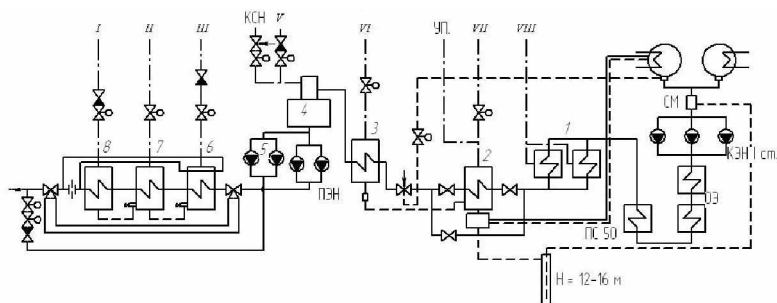 КСН
I
II
III
V
VI
УП.
VII
VIII
СМ
4
8
7
6
5
3
1
2
КЭН I ст.
ПЭН
ОЭ
ПС 50
H = 12-16 м